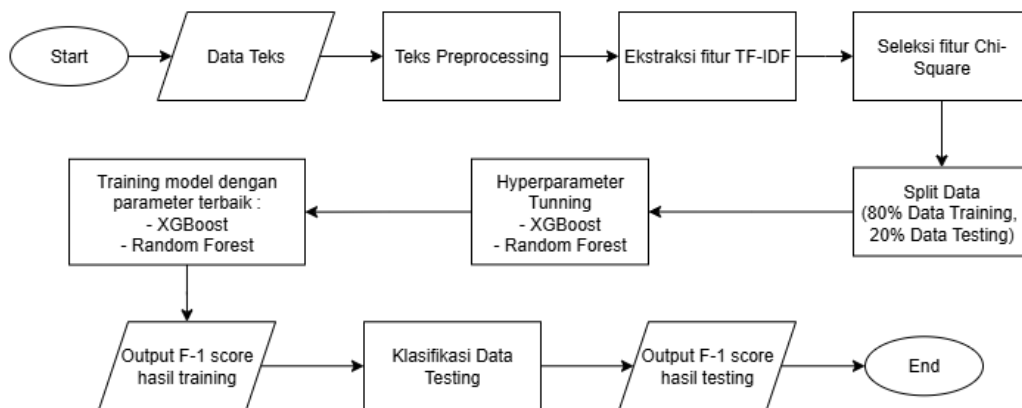 Start
Data Teks
Teks Preprocessing
Ekstraksi fitur TF-IDF
Seleksi fitur Chi-
Square
Split Data
(80% Data Training,
20% Data Testing)
Hyperparameter
Tunning
- XGBoost
- Random Forest
Training model dengan
parameter terbaik :
- XGBoost
- Random Forest
Output F-1 score
hasil training
Klasifikasi Data
Testing
Output F-1 score
hasil testing
End